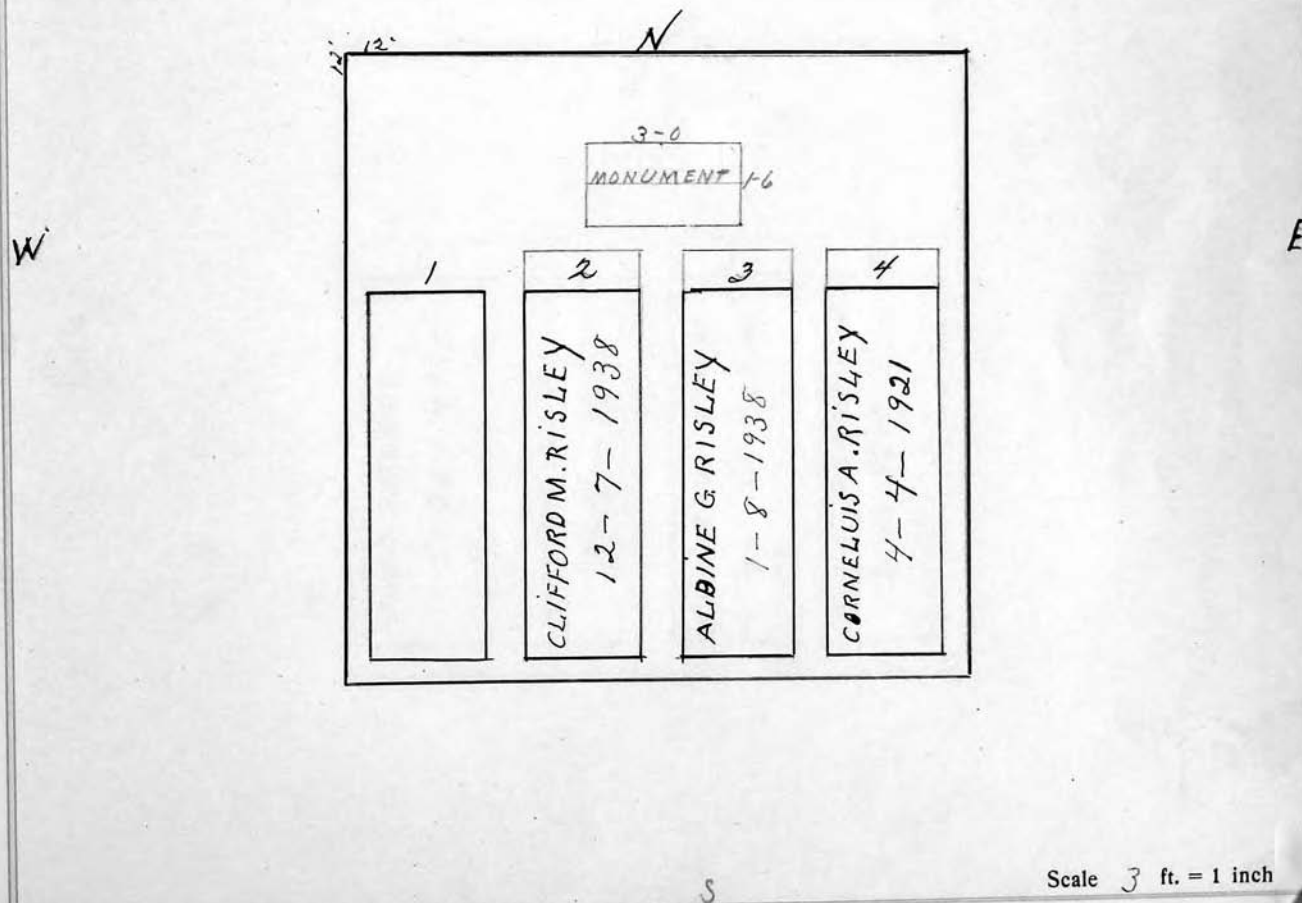 N
12'
12'
3-0
MONUMENT 1-6
W
E
1
2
3
4
CLIFFORD M. RISLEY
12-7-1938
ALBINE G RISLEY
1-8-1938
CORNELUIS A. RISLEY
4-4-1921
S
Scale 3 ft. = 1 inch